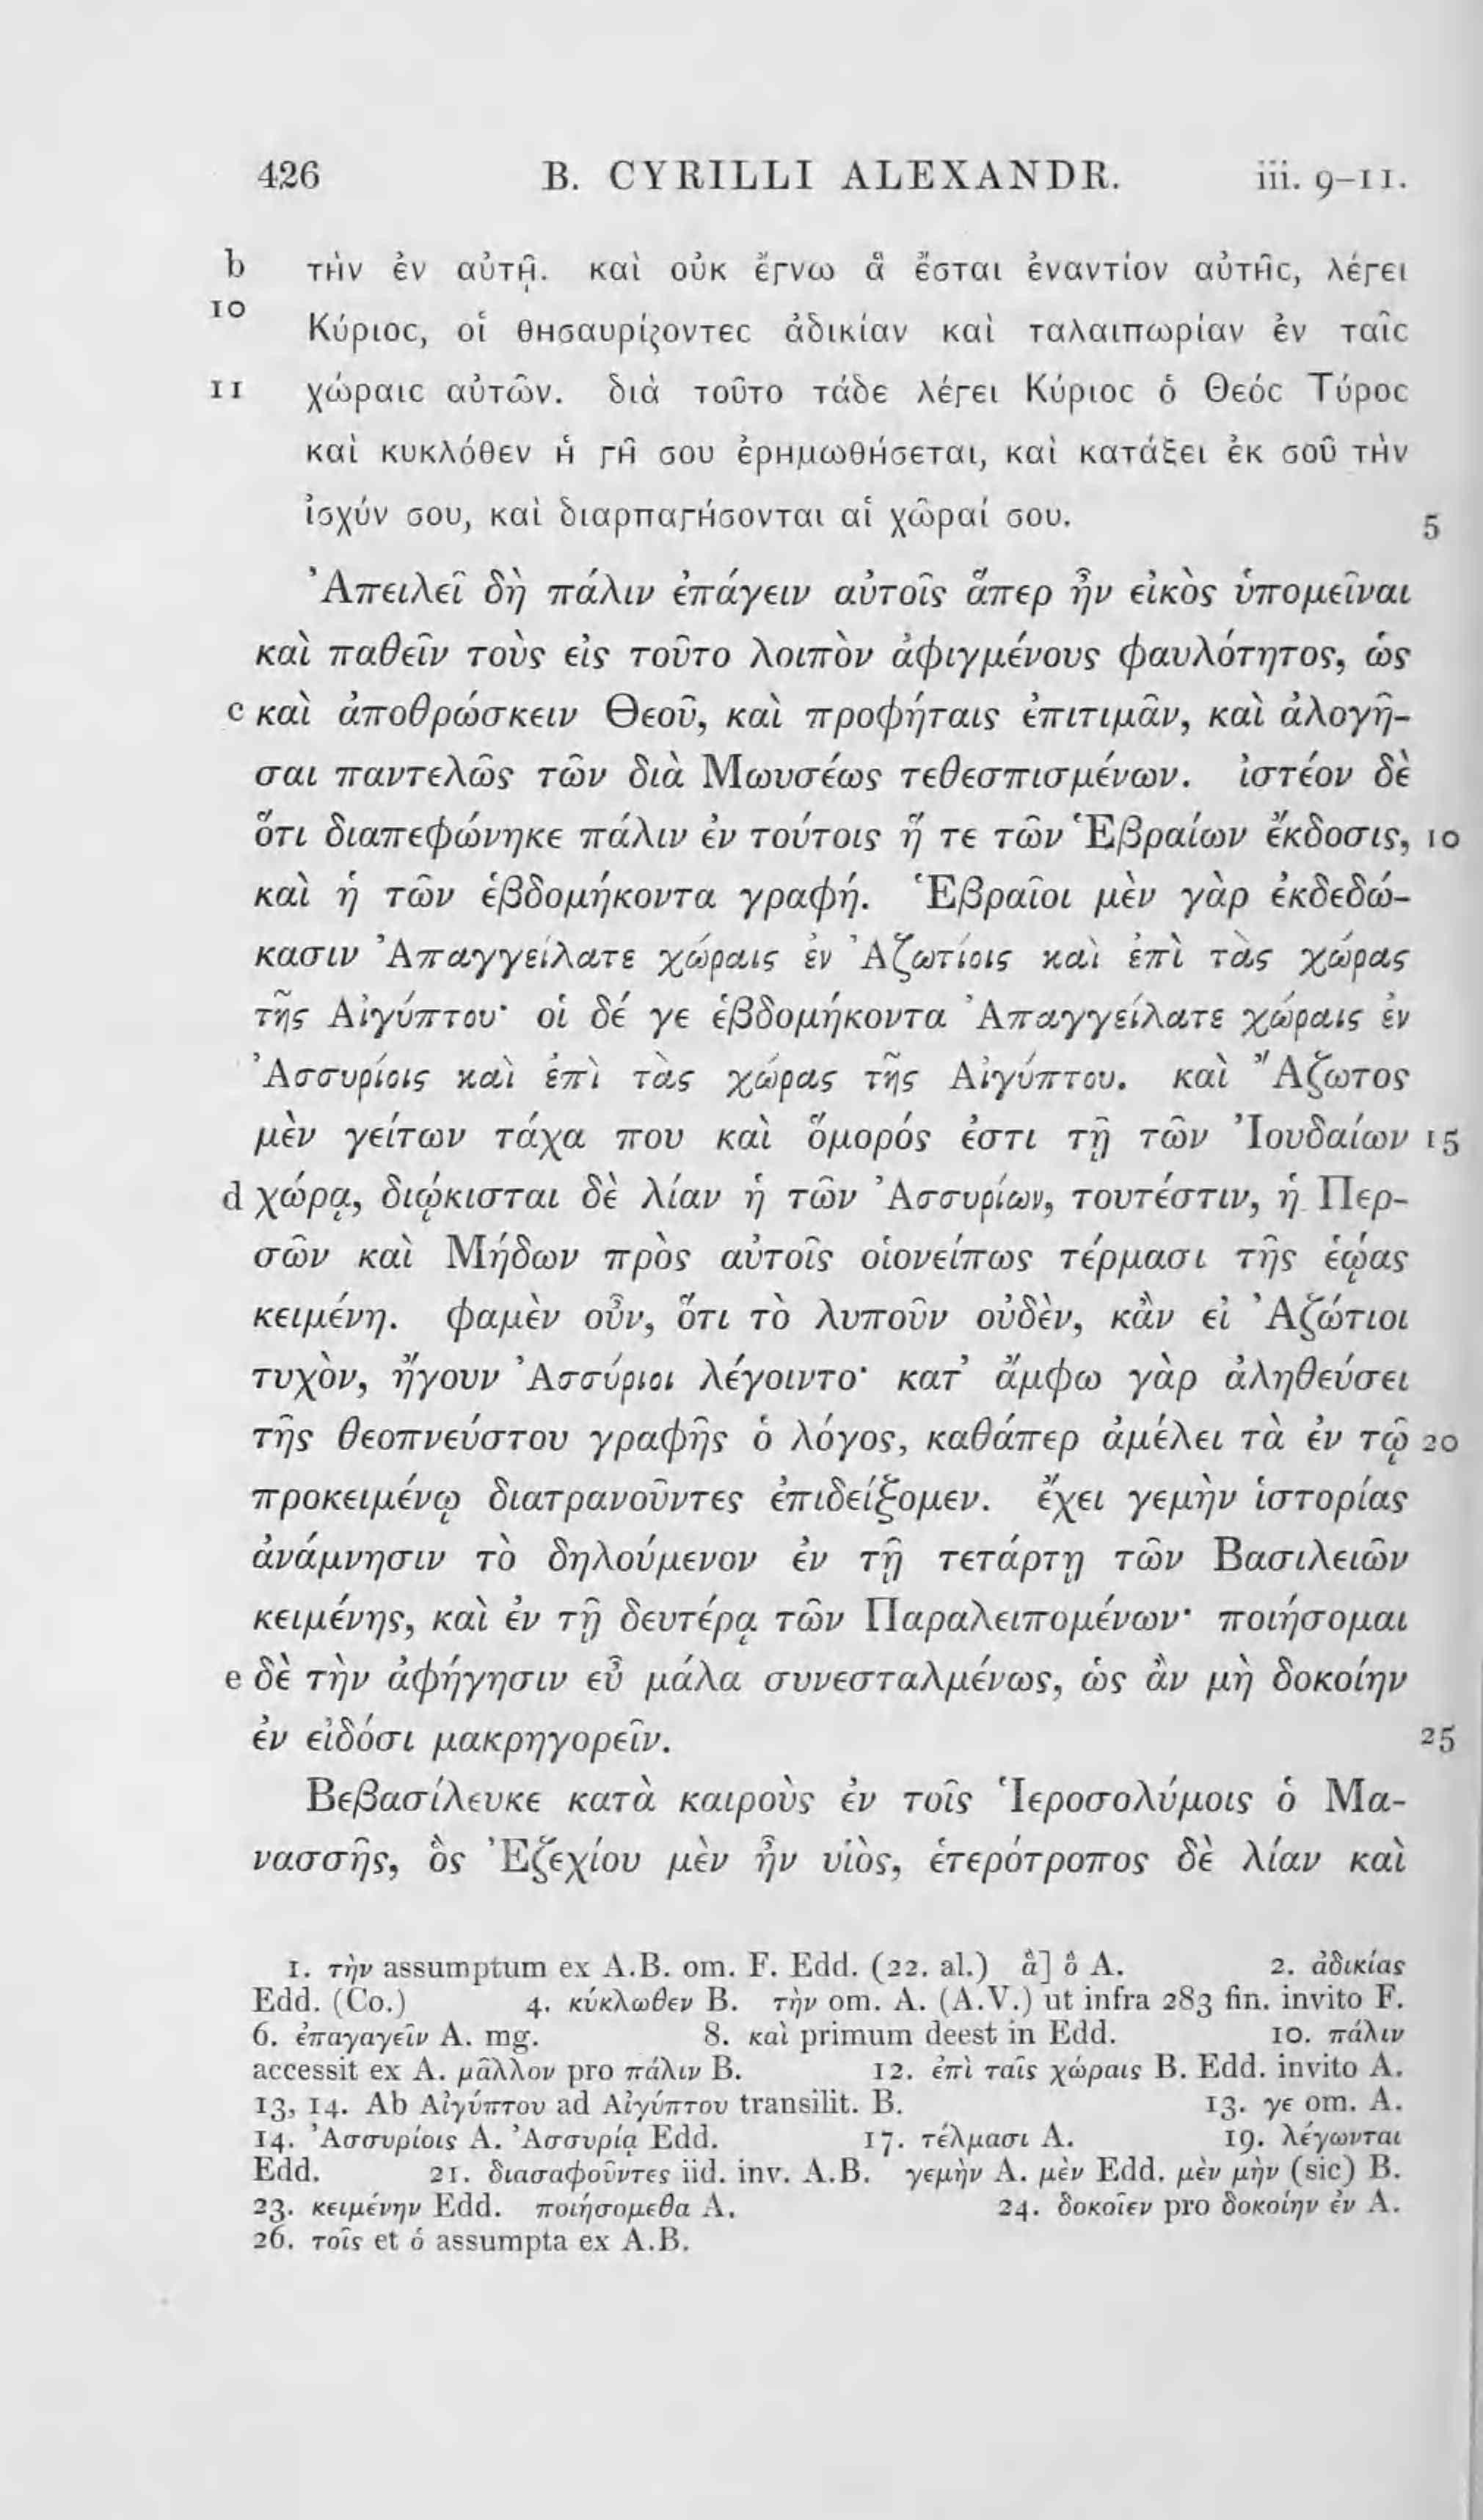 426 B. CYRILLI ALEXANDR. iii. 9-11.
b τὴν ἐν αὐτῇ. καὶ οὐκ ἔγνω ἃ ἔσται ἐναντίον αὐτῆς, λέγει
10 Κύριος, οἱ θησαυρίζοντες ἀδικίαν καὶ ταλαιπωρίαν ἐν ταῖς
11 χώραις αὐτῶν. διὰ τοῦτο τάδε λέγει Κύριος ὁ Θεός Τύρος
καὶ κυκλόθεν ἡ γῆ σου ἐρημωθήσεται, καὶ κατάξει ἐκ σοῦ τὴν
ἰσχύν σου, καὶ διαρπαγήσονται αἱ χῶραί σου. 5
Ἀπειλεῖ δὴ πάλιν ἐπάγειν αὐτοῖς ἅπερ ἦν εἰκὸς ὑπομεῖναι
καὶ παθεῖν τοὺς εἰς τοῦτο λοιπὸν ἀφιγμένους φαυλότητος, ὡς
c καὶ ἀποθρώσκειν Θεοῦ, καὶ προφήταις ἐπιτιμᾶν, καὶ ἀλογῆ-
σαι παντελῶς τῶν διὰ Μωυσέως τεθεσπισμένων. ἰστέον δὲ
ὅτι διαπεφώνηκε πάλιν ἐν τούτοις ἥ τε τῶν Ἑβραίων ἔκδοσις, 10
καὶ ἡ τῶν ἑβδομήκοντα γραφή. Ἑβραῖοι μὲν γὰρ ἐκδεδώ-
κασιν Ἀπαγγείλατε χώραις ἐν Ἀζωτίοις καὶ ἐπὶ τὰς χώρας
τῆς Αἰγύπτου· οἱ δέ γε ἑβδομήκοντα Ἀπαγγείλατε χώραις ἐν
Ἀσσυρίοις καὶ ἐπὶ τὰς χώρας τῆς Αἰγύπτου. καὶ Ἄζωτος
μὲν γείτων τάχα που καὶ ὅμορός ἐστι τῇ τῶν Ἰουδαίων 15
d χώρᾳ, διῴκισται δὲ λίαν ἡ τῶν Ἀσσυρίων, τουτέστιν, ἡ Περ-
σῶν καὶ Μήδων πρὸς αὐτοῖς οἱονείπως τέρμασι τῆς ἑῴας
κειμένη. φαμὲν οὖν, ὅτι τὸ λυποῦν οὐδὲν, κἂν εἰ Ἀζώτιοι
τυχὸν, ἤγουν Ἀσσύριοι λέγοιντο· κατ’ ἄμφω γὰρ ἀληθεύσει
τῆς θεοπνεύστου γραφῆς ὁ λόγος, καθάπερ ἀμέλει τὰ ἐν τῷ 20
προκειμένῳ διατρανοῦντες ἐπιδείξομεν. ἔχει γεμὴν ἱστορίας
ἀνάμνησιν τὸ δηλούμενον ἐν τῇ τετάρτῃ τῶν Βασιλειῶν
κειμένης, καὶ ἐν τῇ δευτέρᾳ τῶν Παραλειπομένων· ποιήσομαι
e δὲ τὴν ἀφήγησιν εὖ μάλα συνεσταλμένως, ὡς ἂν μὴ δοκοίην
ἐν εἰδόσι μακρηγορεῖν. 25
Βεβασίλευκε κατὰ καιροὺς ἐν τοῖς Ἱεροσολύμοις ὁ Μα-
νασσῆς, ὃς Ἐζεχίου μὲν ἦν υἱὸς, ἑτερότροπος δὲ λίαν καὶ
1. τὴν assumptum ex A.B. om. F. Edd. (22. al.) ἃ] ὃ A. 2. ἀδικίας
Edd. (Co.) 4. κύκλωθεν B. τὴν om. A. (A.V.) ut infra 283 fin. invito F.
6. ἐπαγαγεῖν A. mg. 8. καὶ primum deest in Edd. 10. πάλιν
accessit ex A. μᾶλλον pro πάλιν B. 12. ἐπὶ ταῖς χώραις B. Edd. invito A.
13, 14. Ab Αἰγύπτου ad Αἰγύπτου transilit. B. 13. γε om. A.
14. Ἀσσυρίοις A. Ἀσσυρίᾳ Edd. 17. τέλμασι A. 19. λέγωνται
Edd. 21. διασαφοῦντες iid. inv. A.B. γεμὴν A. μὲν Edd. μὲν μὴν (sic) B.
23. κειμένην Edd. ποιήσομεθα A. 24. δοκοῖεν pro δοκοίην ἐν A.
26. τοῖς et ὁ assumpta ex A.B.